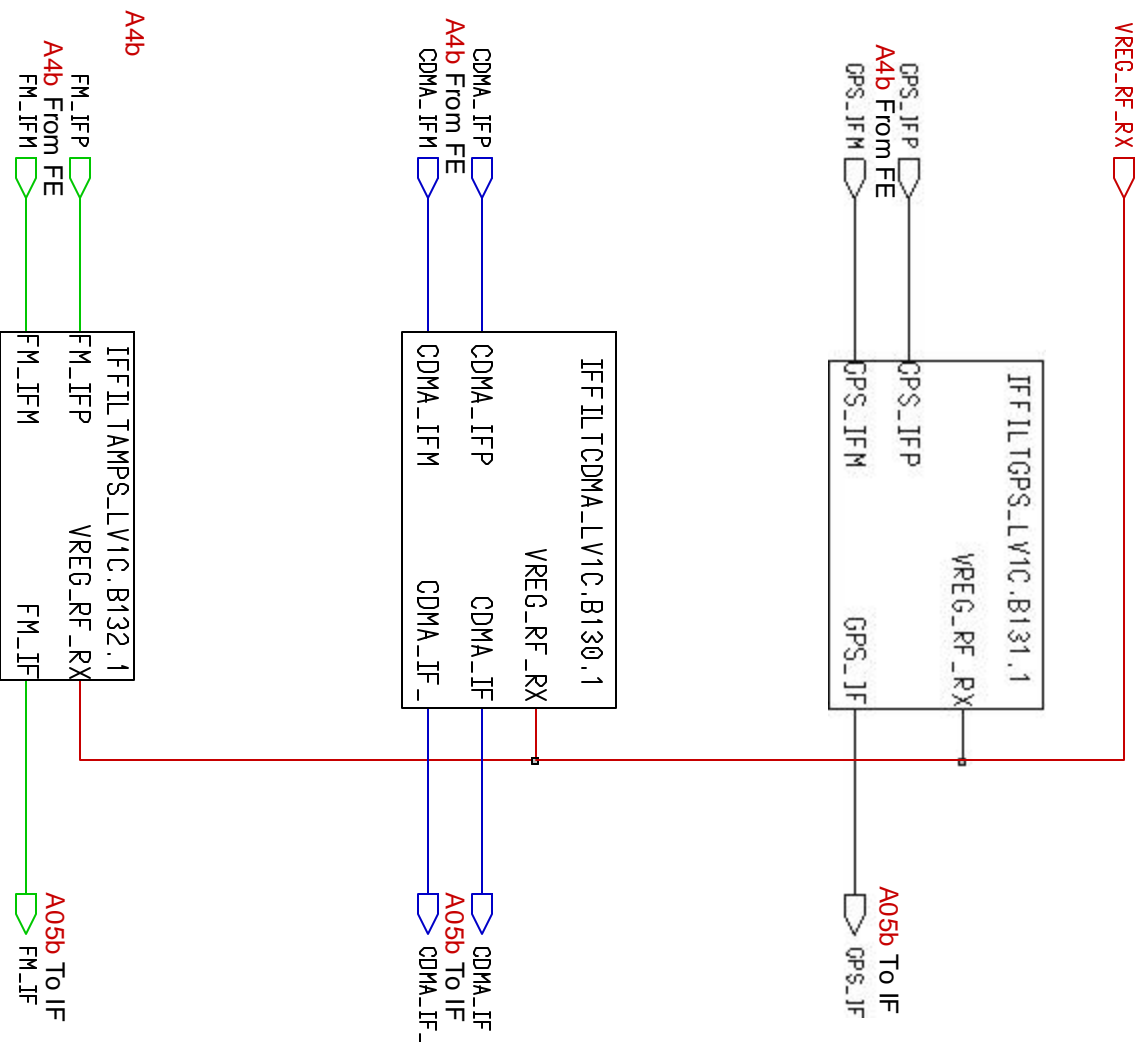 VREG_RF_RX
GPS_IFP
A4b From FE
GPS_IFM
IFFILTGPS_LV1C.B131.1
VREG_RF_RX
GPS_IFP
GPS_IFM
GPS_IF
A05b To IF
GPS_IF
CDMA_IFP
A4b From FE
CDMA_IFM
IFFILTCDMA_LV1C.B130.1
VREG_RF_RX
CDMA_IFP
CDMA_IF
CDMA_IFM
CDMA_IF_
CDMA_IF
A05b To IF
CDMA_IF_
A4b
FM_IFP
A4b From FE
FM_IFM
IFFILTAMPS_LV1C.B132.1
FM_IFP
VREG_RF_RX
FM_IFM
FM_IF
A05b To IF
FM_IF